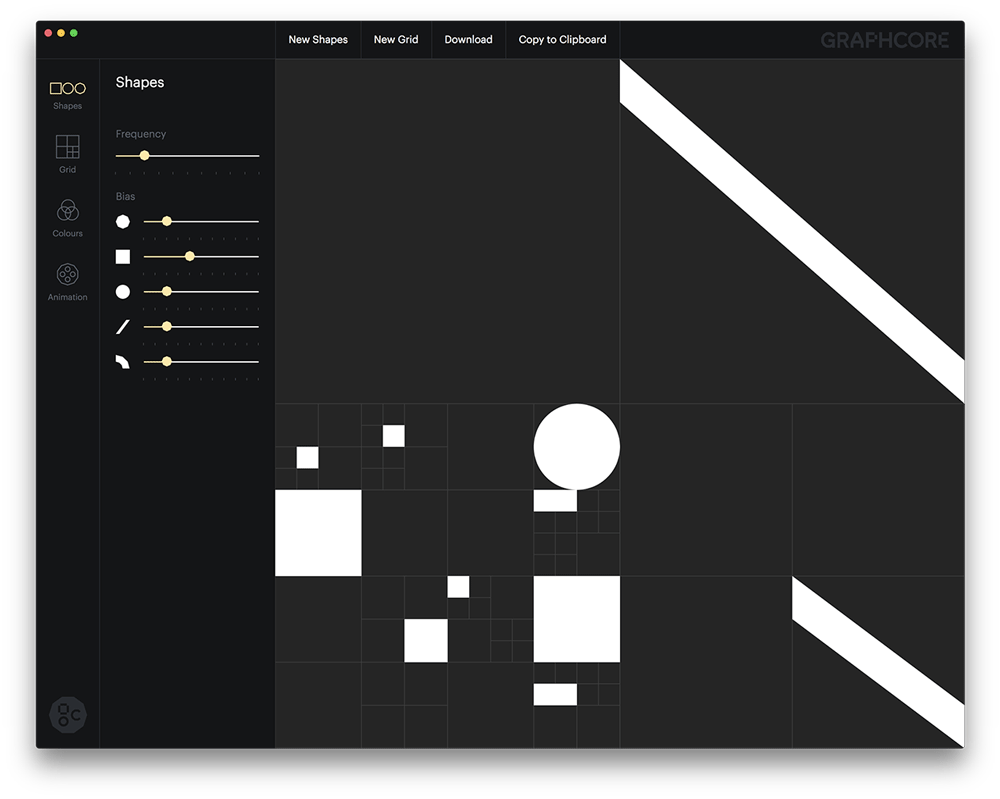 New Shapes
New Grid
Download
Copy to Clipboard
GRAPHCORE
Shapes
Grid
Colours
Animation
Shapes
Frequency
Bias